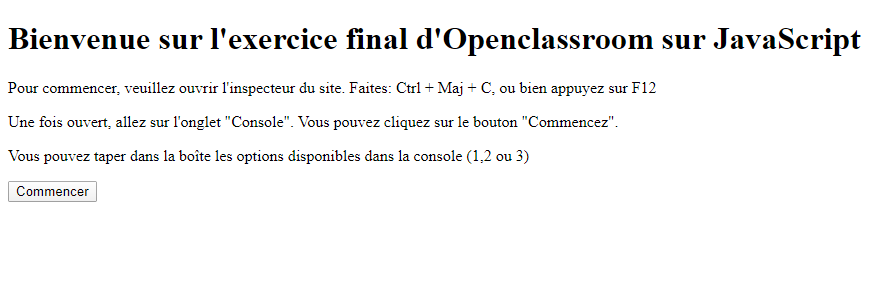 Bienvenue sur l'exercice final d'Openclassroom sur JavaScript
Pour commencer, veuillez ouvrir l'inspecteur du site. Faites: Ctrl + Maj + C, ou bien appuyez sur F12
Une fois ouvert, allez sur l'onglet "Console". Vous pouvez cliquez sur le bouton "Commencez".
Vous pouvez taper dans la boîte les options disponibles dans la console (1,2 ou 3)
Commencer